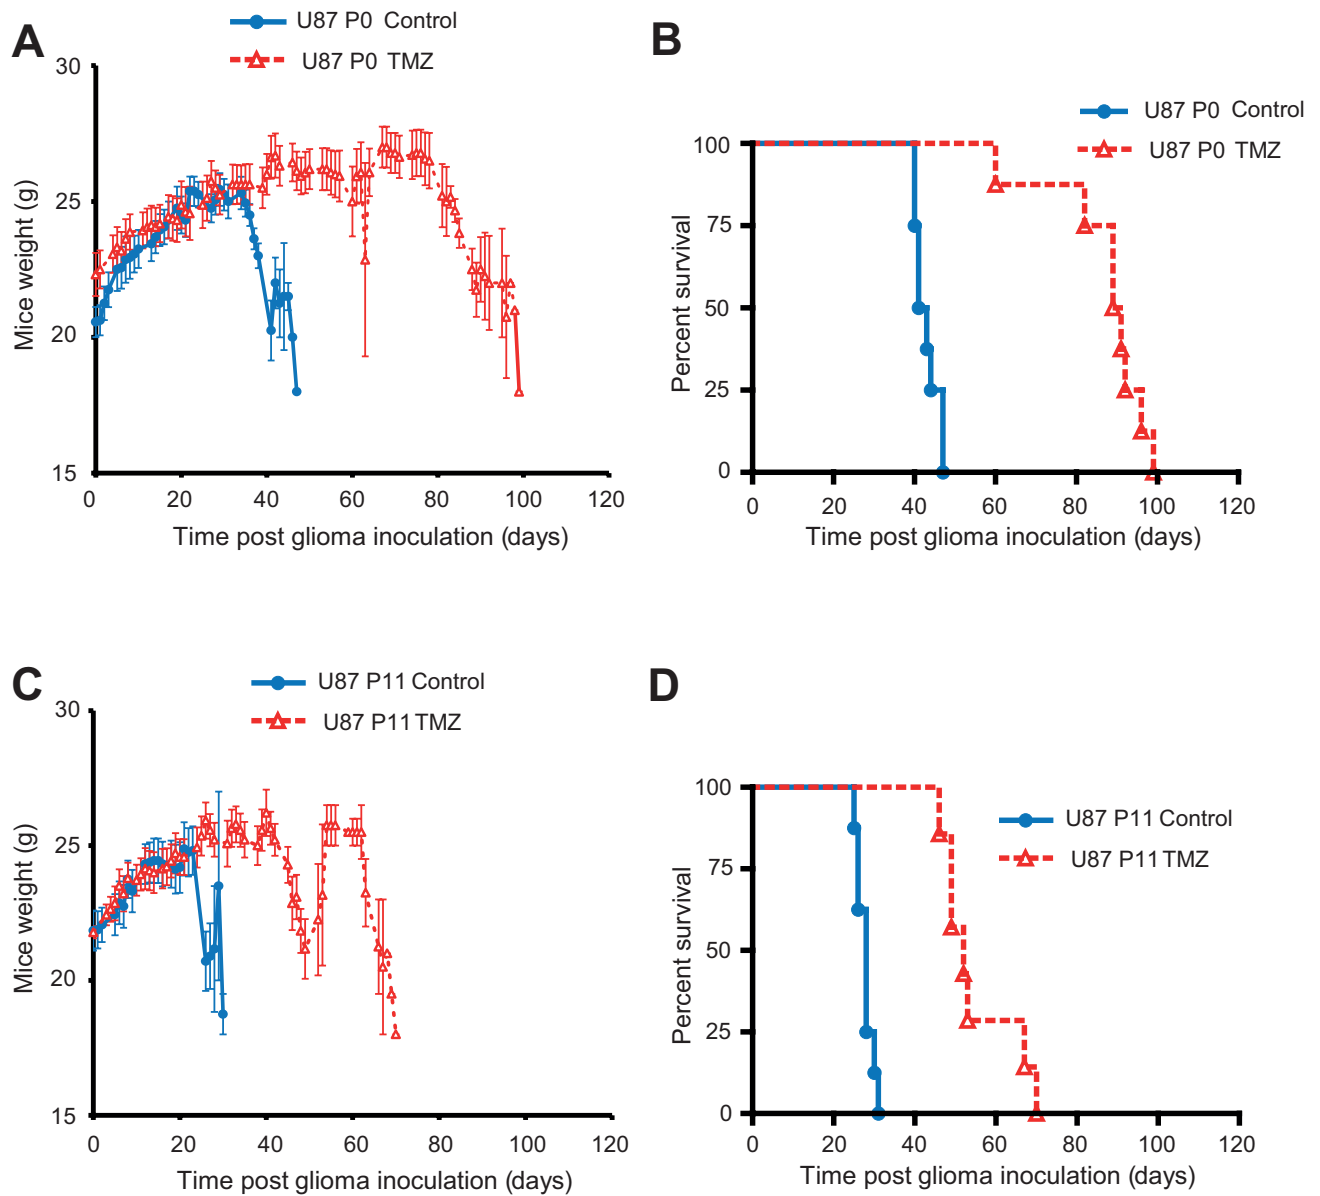 A
U87 P0 Control
U87 P0 TMZ
30
25
20
15
Mice weight (g)
0 20 40 60 80 100 120
Time post glioma inoculation (days)
B
U87 P0 Control
U87 P0 TMZ
100
75
50
25
0
Percent survival
0 20 40 60 80 100 120
Time post glioma inoculation (days)
C
U87 P11 Control
U87 P11 TMZ
30
25
20
15
Mice weight (g)
0 20 40 60 80 100 120
Time post glioma inoculation (days)
D
U87 P11 Control
U87 P11 TMZ
100
75
50
25
0
Percent survival
0 20 40 60 80 100 120
Time post glioma inoculation (days)